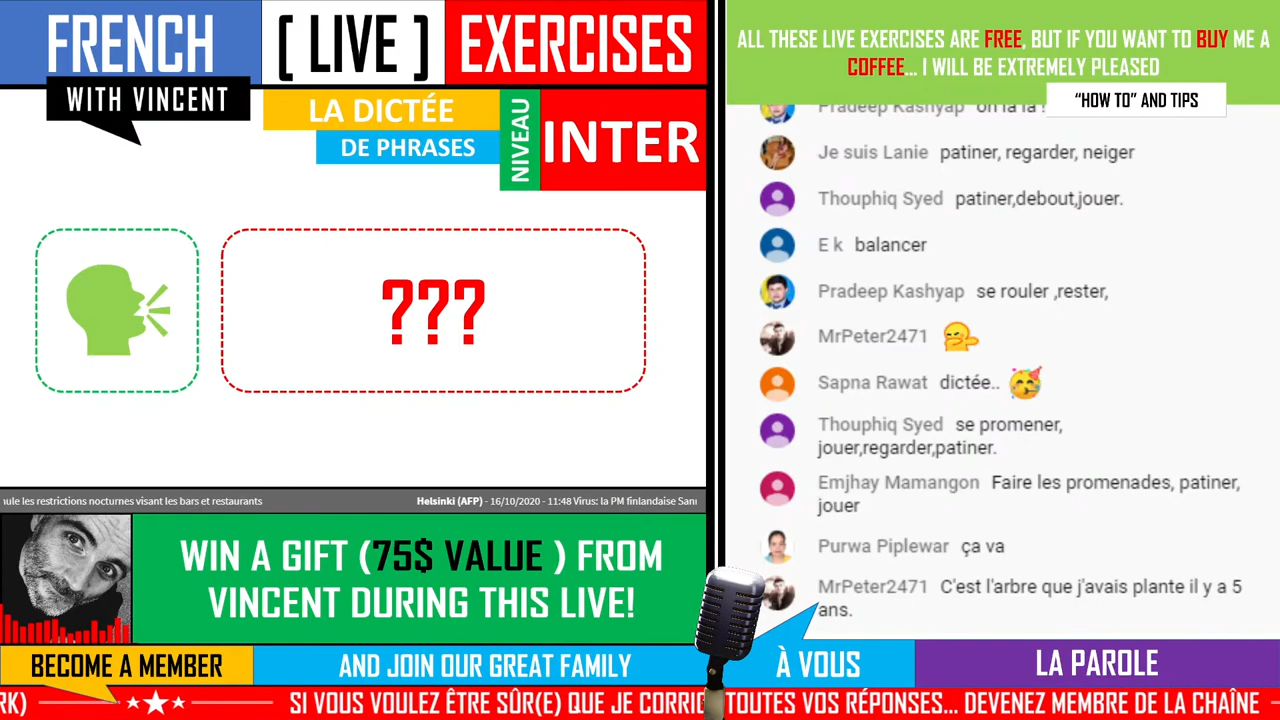 FRENCH
WITH VINCENT
[ LIVE ]
EXERCISES
LA DICTÉE
DE PHRASES
NIVEAU
INTER
???
ule les restrictions nocturnes visant les bars et restaurants
Helsinki (AFP) - 16/10/2020 - 11:48 Virus: la PM finlandaise
WIN A GIFT (75$ VALUE ) FROM
VINCENT DURING THIS LIVE!
BECOME A MEMBER
AND JOIN OUR GREAT FAMILY
ALL THESE LIVE EXERCISES ARE FREE, BUT IF YOU WANT TO BUY ME A
COFFEE... I WILL BE EXTREMELY PLEASED
“HOW TO” AND TIPS
Pradeep Kashyap oh la la !
Je suis Lanie patiner, regarder, neiger
Thouphiq Syed patiner,debout,jouer.
E k balancer
Pradeep Kashyap se rouler ,rester,
MrPeter2471
Sapna Rawat dictée..
Thouphiq Syed se promener,
jouer,regarder,patiner.
Emjhay Mamangon Faire les promenades, patiner,
jouer
Purwa Piplewar ça va
MrPeter2471 C'est l'arbre que j'avais plante il y a 5
ans.
À VOUS
LA PAROLE
RK) SI VOUS VOULEZ ÊTRE SÛR(E) QUE JE CORRIG TOUTES VOS RÉPONSES... DEVENEZ MEMBRE DE LA CHAÎNE